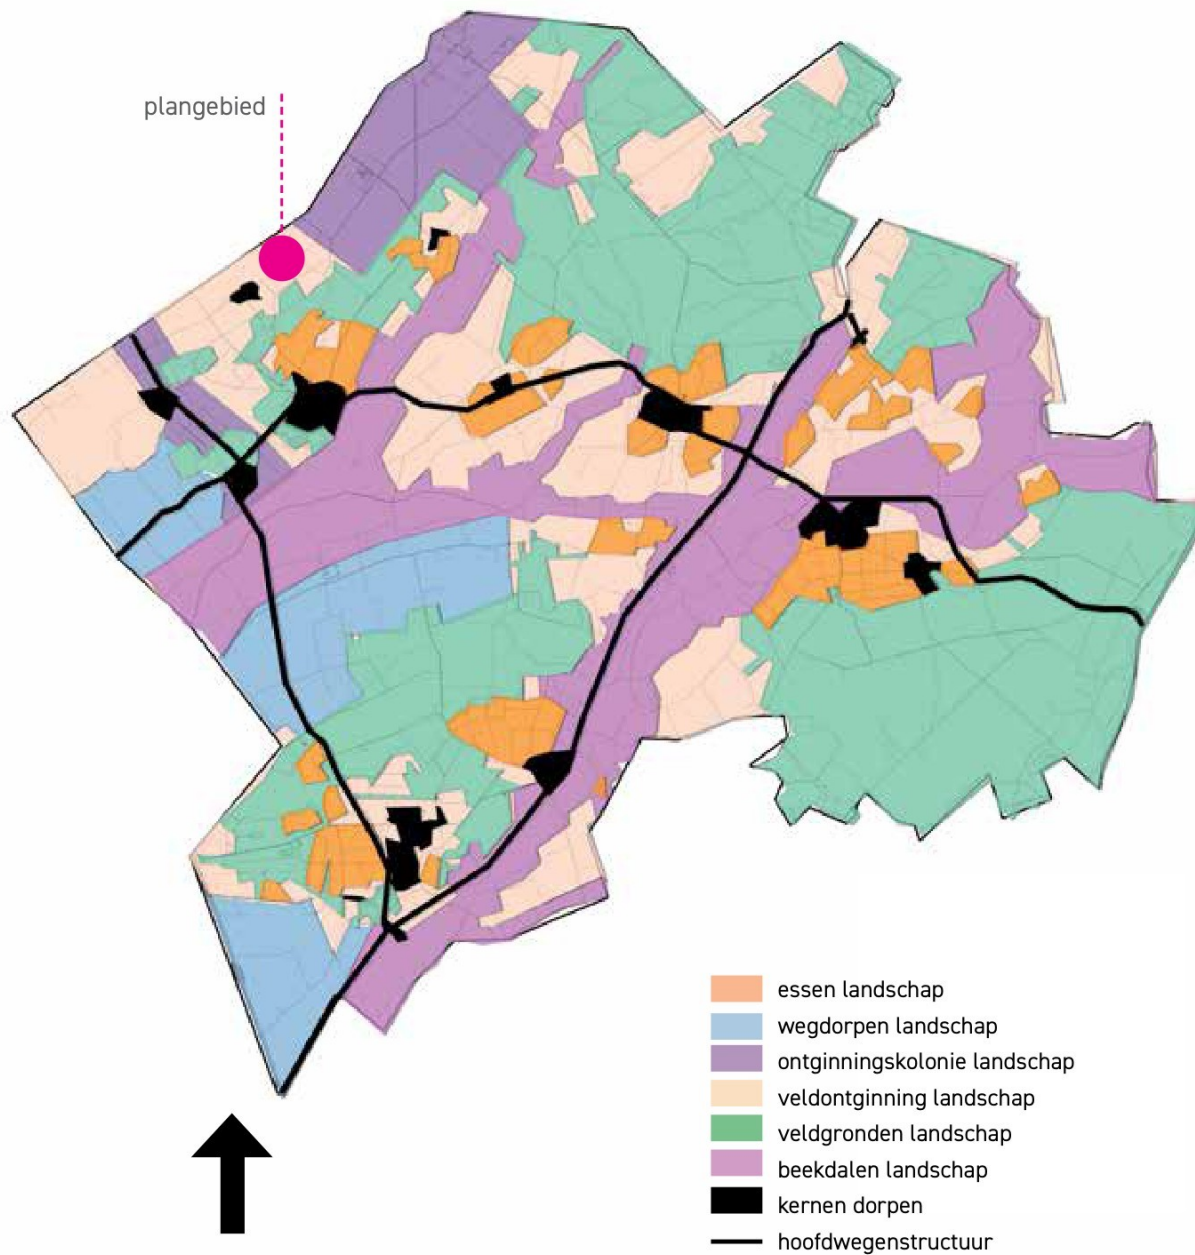 plangebied
essen landschap
wegdorpen landschap
ontginningskolonie landschap
veldontginning landschap
veldgronden landschap
beekdalen landschap
kernen dorpen
hoofdwegenstructuur